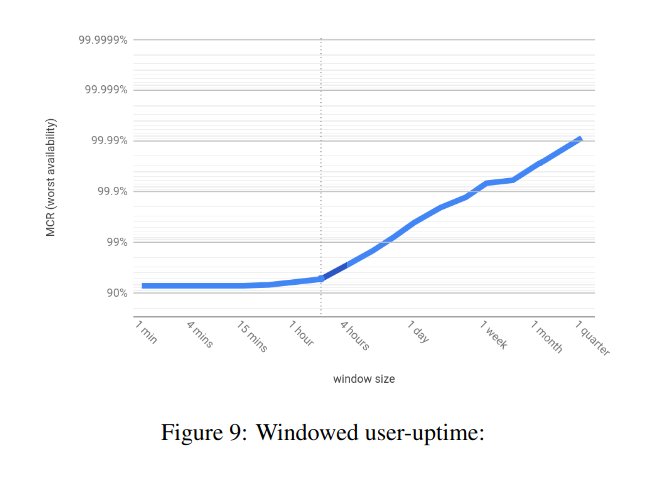 99.9999%
99.999%
99.99%
99.9%
99%
90%
MCR (worst availability)
1 min
4 mins
15 mins
1 hour
4 hours
1 day
1 week
1 month
1 quarter
window size
Figure 9: Windowed user-uptime: